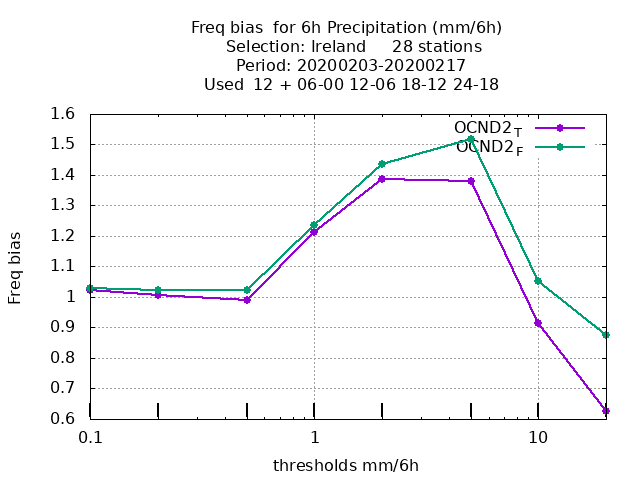 Freq bias  for 6h Precipitation (mm/6h)
Selection: Ireland     28 stations
Period: 20200203-20200217
Used  12 + 06-00 12-06 18-12 24-18
OCND2_T
OCND2_F
1.6
1.5
1.4
1.3
1.2
1.1
1
0.9
0.8
0.7
0.6
Freq bias
0.1
1
10
thresholds mm/6h